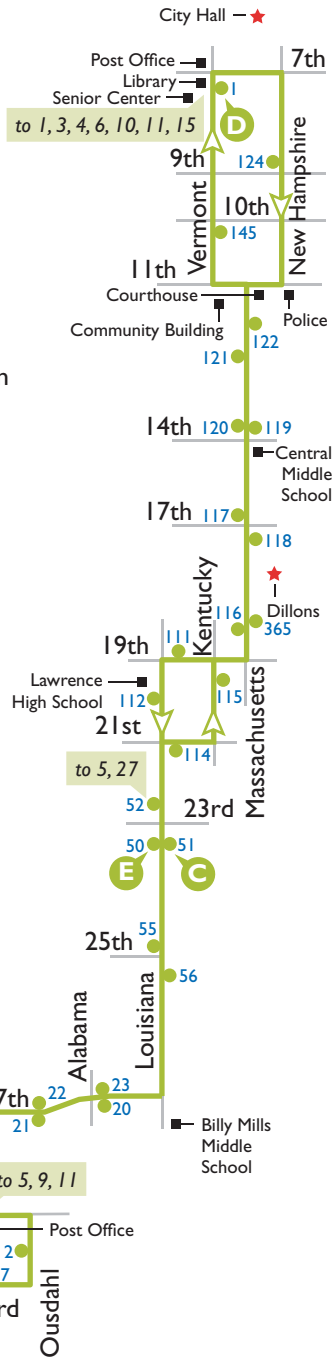 City Hall
7th
Post Office
Library
Senior Center
1
D
to 1, 3, 4, 6, 10, 11, 15
9th
124
Vermont
New Hampshire
10th
145
11th
Courthouse
Police
Community Building
122
121
14th
120
119
Central
Middle
School
17th
117
118
Kentucky
116
Dillons
365
19th
111
Lawrence
High School
112
115
Massachusetts
21st
114
to 5, 27
52
23rd
50
51
E
C
55
25th
56
Alabama
Louisiana
7th
22
23
21
20
Billy Mills
Middle
School
to 5, 9, 11
Post Office
2
7
rd
Ousdahl